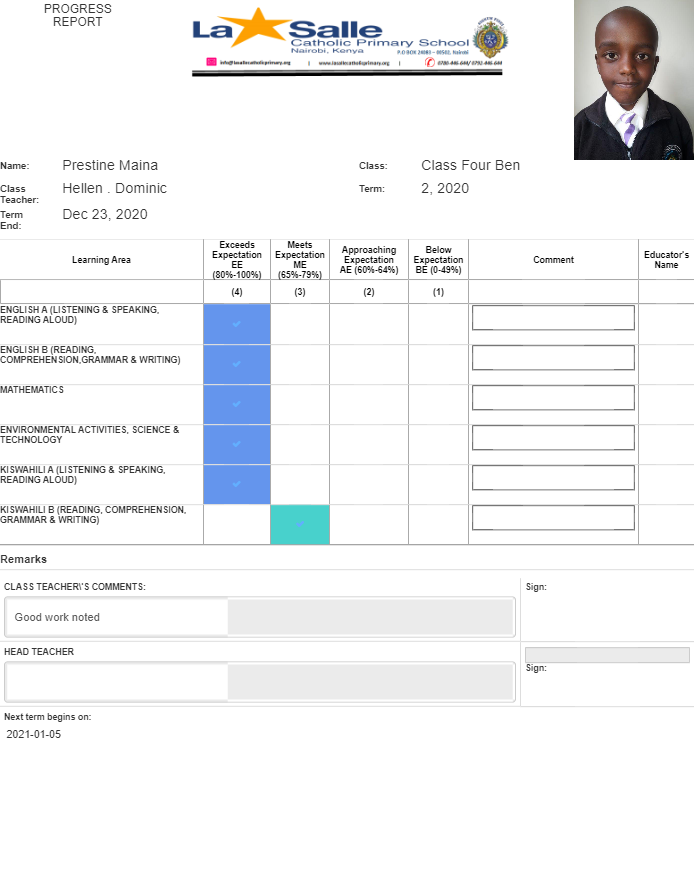 PROGRESS
REPORT
La Salle
Catholic Primary School
Nairobi, Kenya
P.O BOX 24083 – 00502, Nairobi
info@lasallecatholicprimary.org | www.lasallecatholicprimary.org | 0780-446-644/ 0792-446-644
Name: Prestine Maina Class: Class Four Ben
Class Teacher: Hellen . Dominic Term: 2, 2020
Term End: Dec 23, 2020
Learning Area
Exceeds Expectation EE (80%-100%)
Meets Expectation ME (65%-79%)
Approaching Expectation AE (60%-64%)
Below Expectation BE (0-49%)
Comment
Educator's Name
(4) (3) (2) (1)
ENGLISH A (LISTENING & SPEAKING,
READING ALOUD)
ENGLISH B (READING,
COMPREHENSION,GRAMMAR & WRITING)
MATHEMATICS
ENVIRONMENTAL ACTIVITIES, SCIENCE &
TECHNOLOGY
KISWAHILI A (LISTENING & SPEAKING,
READING ALOUD)
KISWAHILI B (READING, COMPREHENSION,
GRAMMAR & WRITING)
Remarks
CLASS TEACHER\'S COMMENTS: Sign:
Good work noted
HEAD TEACHER
Sign:
Next term begins on:
2021-01-05